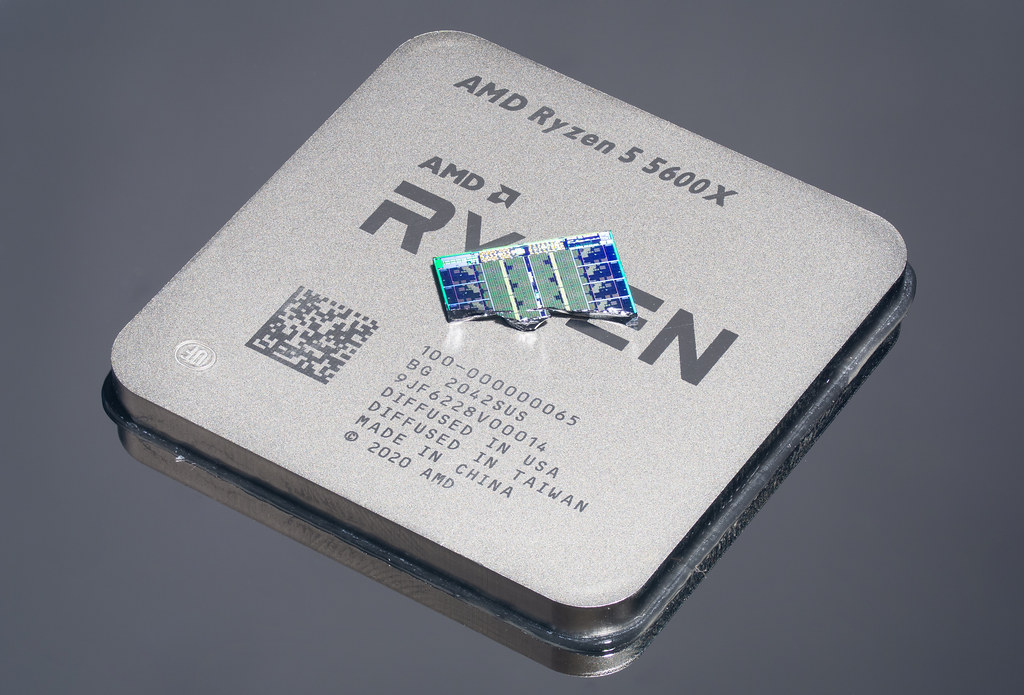 AMD Ryzen 5 5600X
AMD
RYZEN
100-000000065
BG 2042SUS
9JF6228V00014
DIFFUSED IN USA
DIFFUSED IN TAIWAN
MADE IN CHINA
© 2020 AMD